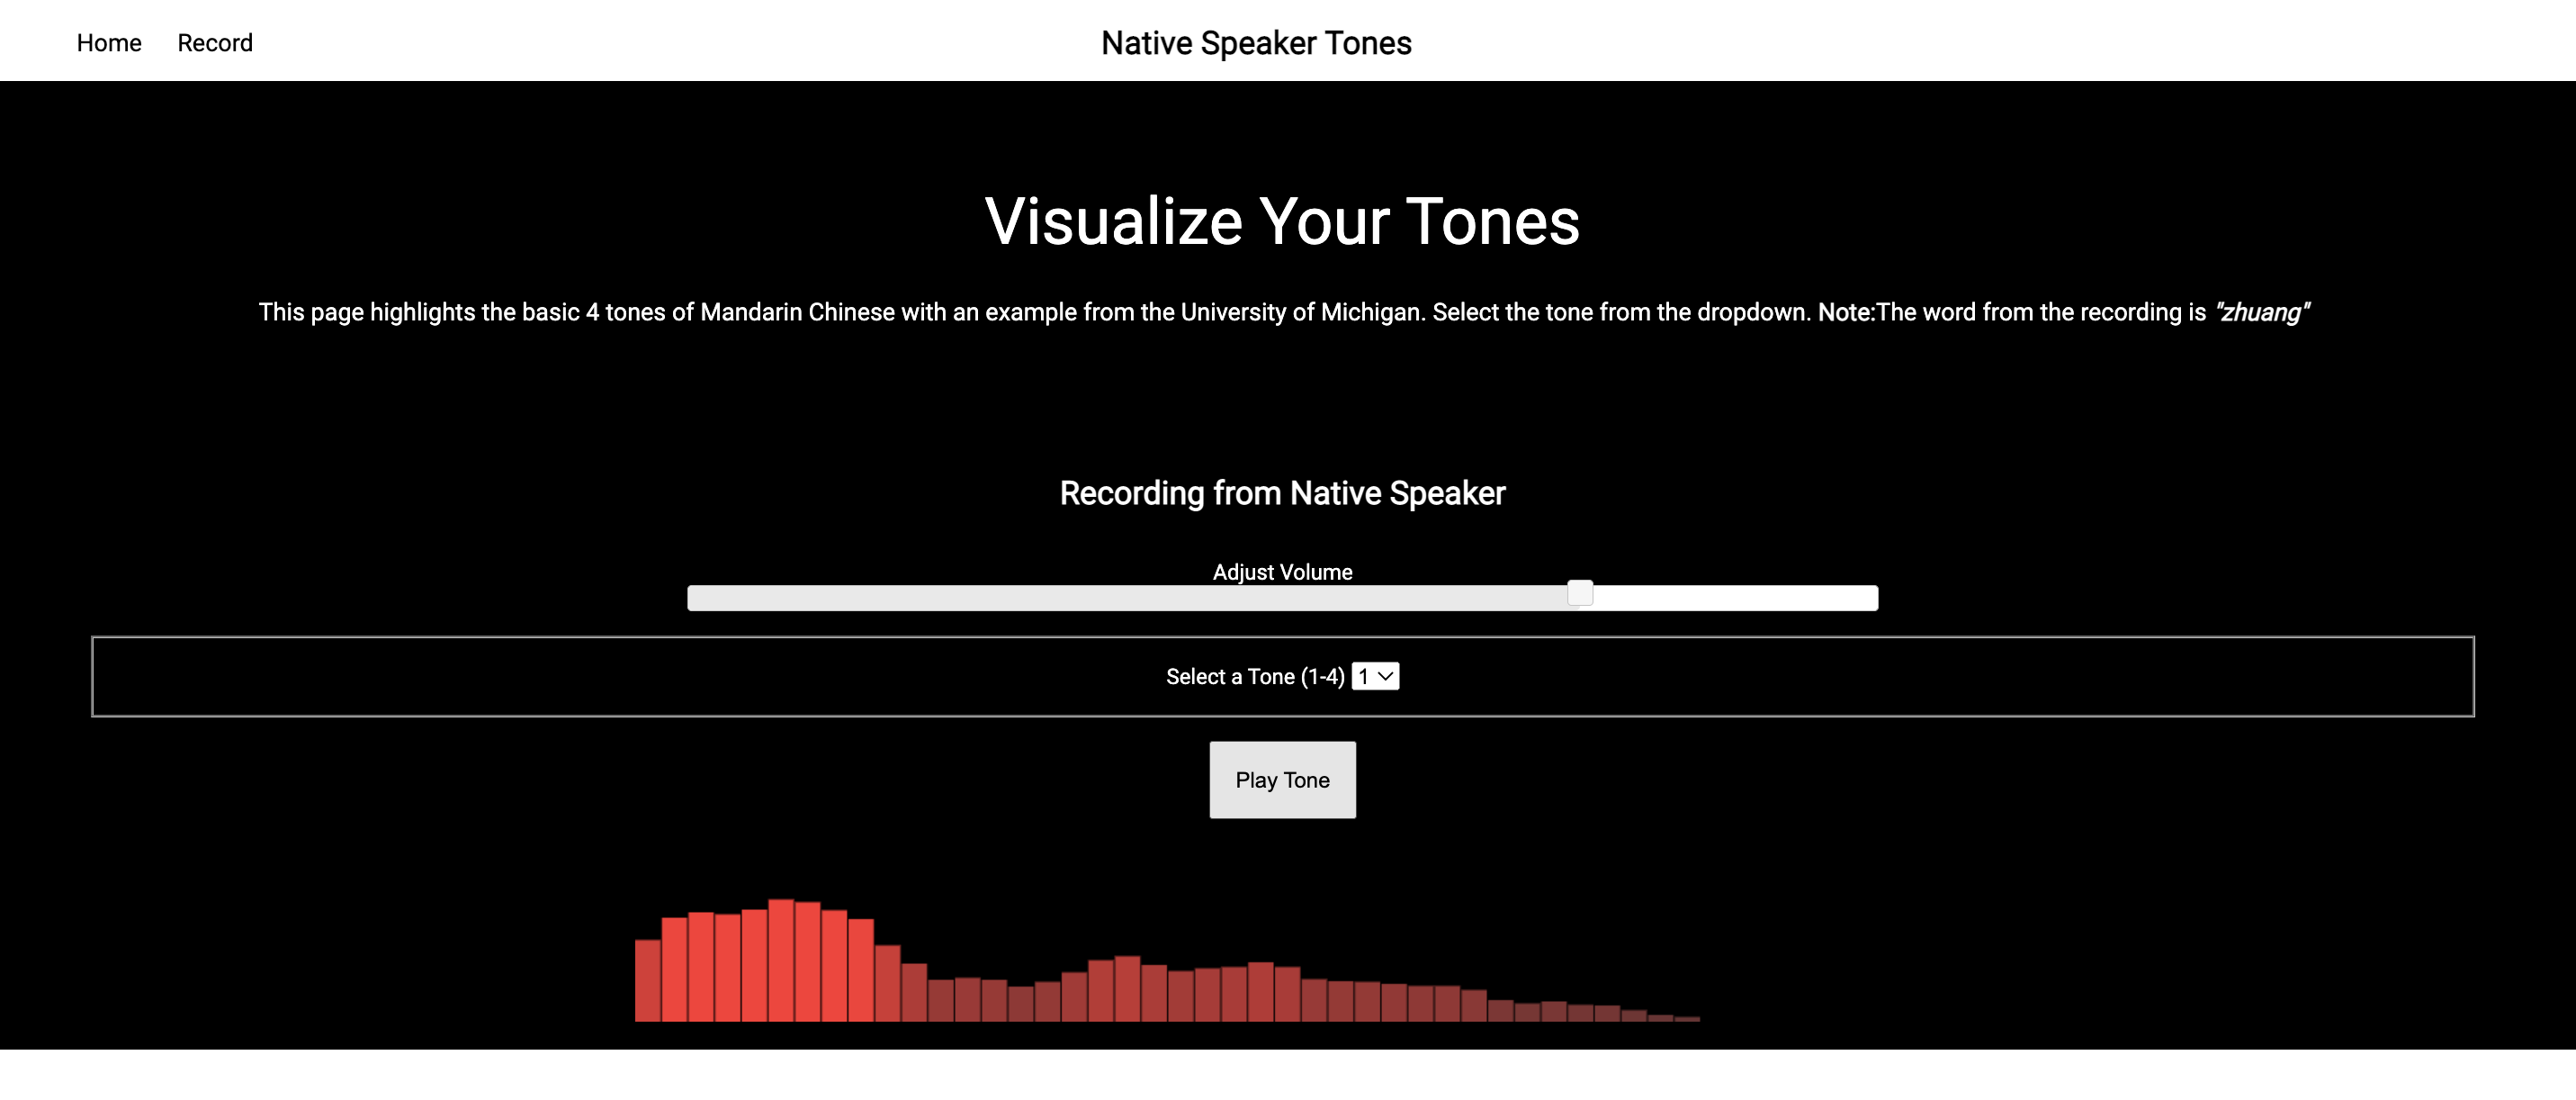 Home Record Native Speaker Tones
Visualize Your Tones
This page highlights the basic 4 tones of Mandarin Chinese with an example from the University of Michigan. Select the tone from the dropdown. Note:The word from the recording is "zhuang"
Recording from Native Speaker
Adjust Volume
Select a Tone (1-4) 1
Play Tone